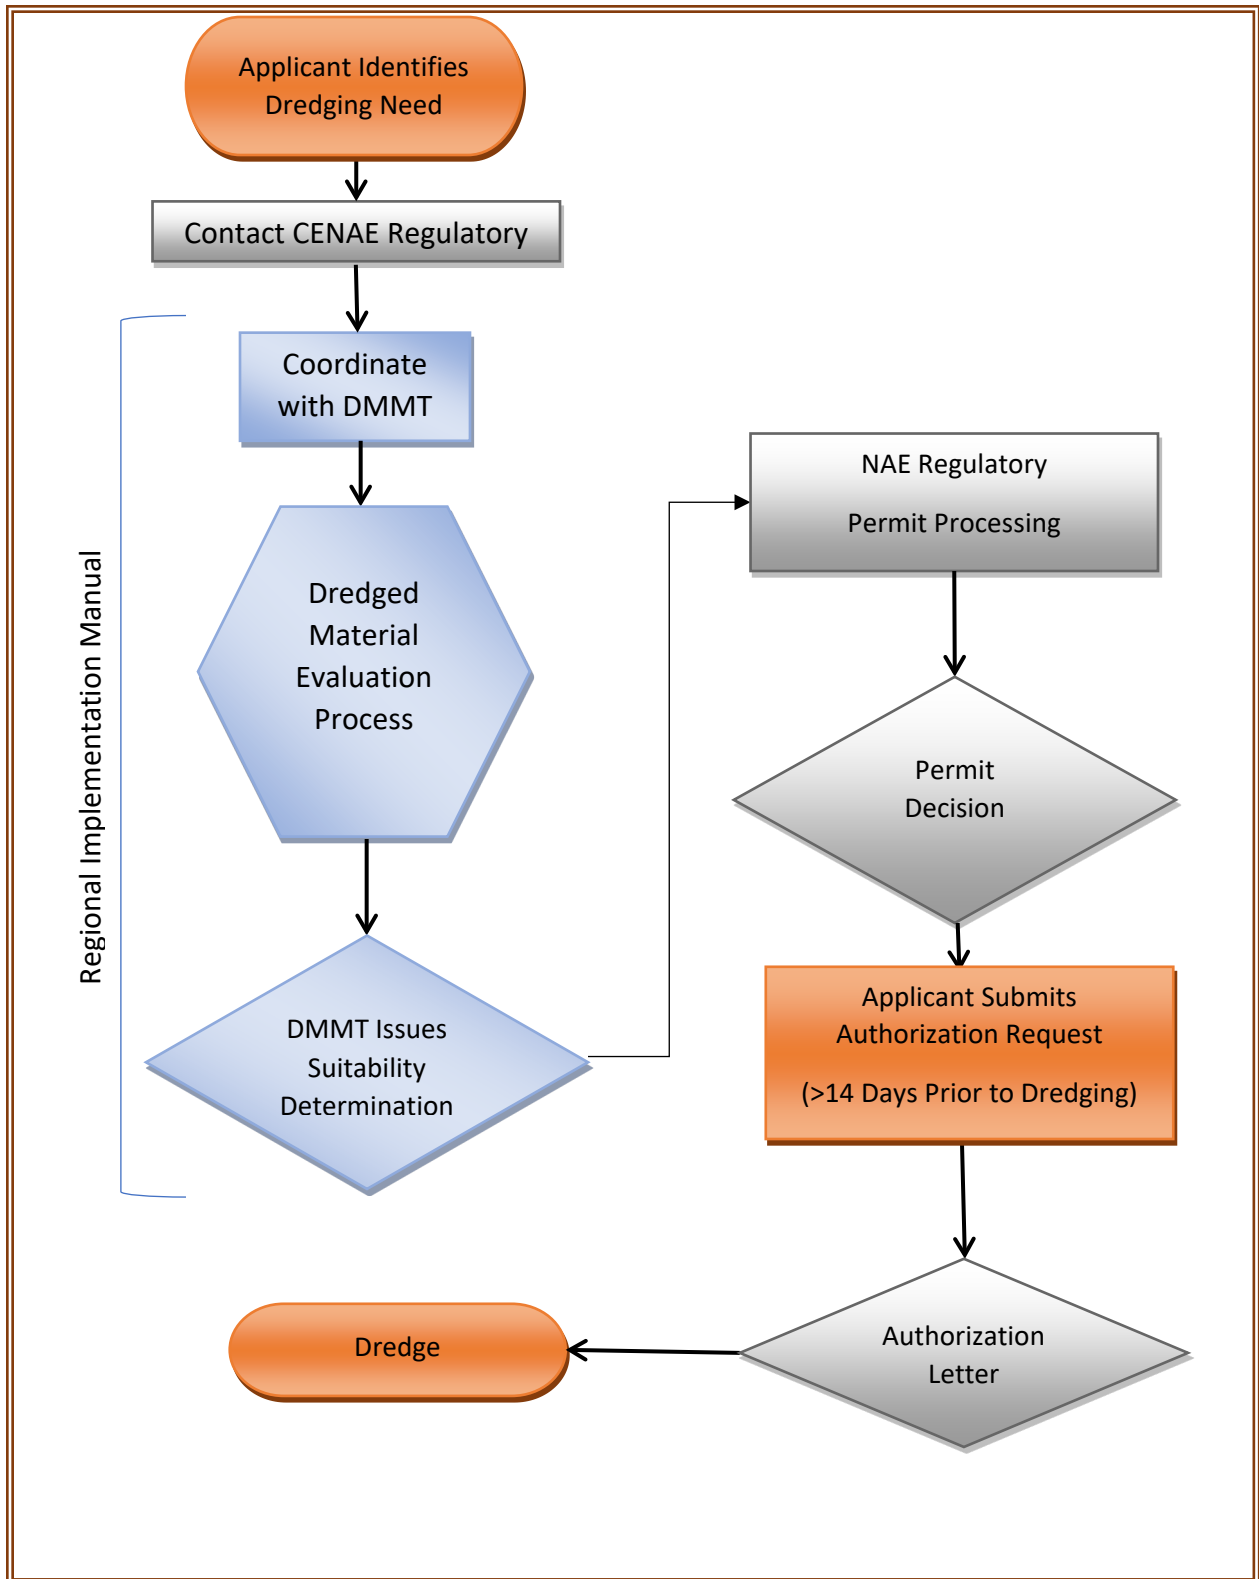 Applicant Identifies
Dredging Need
Contact CENAE Regulatory
Regional Implementation Manual
Coordinate
with DMMT
Dredged
Material
Evaluation
Process
DMMT Issues
Suitability
Determination
NAE Regulatory
Permit Processing
Permit
Decision
Applicant Submits
Authorization Request
(>14 Days Prior to Dredging)
Authorization
Letter
Dredge